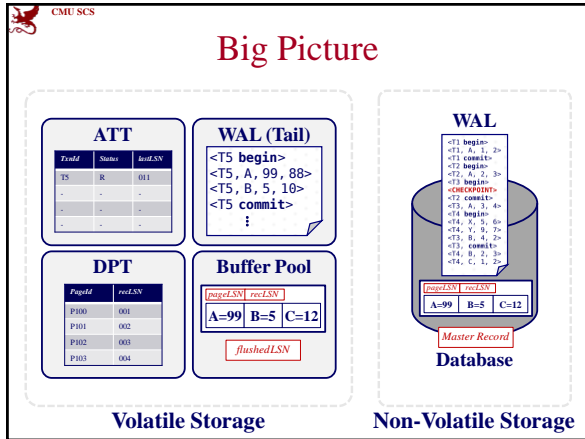 CMU SCS
Big Picture
ATT
TxnId Status lastLSN
T5 R 011
- - -
- - -
- - -
WAL (Tail)
<T5 begin>
<T5, A, 99, 88>
<T5, B, 5, 10>
<T5 commit>
⋮
DPT
PageId recLSN
P100 001
P101 002
P102 003
P103 004
Buffer Pool
pageLSN recLSN
A=99 B=5 C=12
flushedLSN
Volatile Storage
WAL
<T1 begin>
<T1, A, 1, 2>
<T1 commit>
<T2 begin>
<T2, A, 2, 3>
<T3 begin>
<CHECKPOINT>
<T2 commit>
<T3, A, 3, 4>
<T4 begin>
<T4, X, 5, 6>
<T4, Y, 9, 7>
<T3, B, 4, 2>
<T3, commit>
<T4, B, 2, 3>
<T4, C, 1, 2>
pageLSN recLSN
A=99 B=5 C=12
Master Record
Database
Non-Volatile Storage